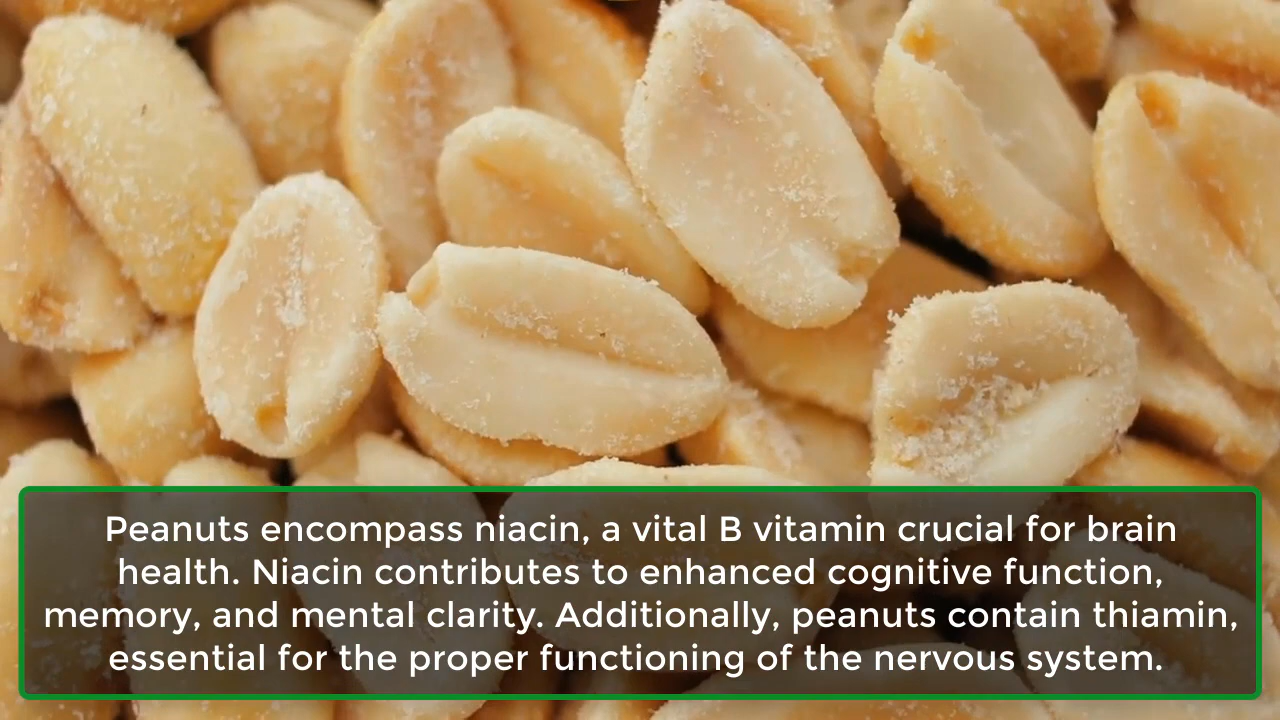 Peanuts encompass niacin, a vital B vitamin crucial for brain
health. Niacin contributes to enhanced cognitive function,
memory, and mental clarity. Additionally, peanuts contain thiamin,
essential for the proper functioning of the nervous system.